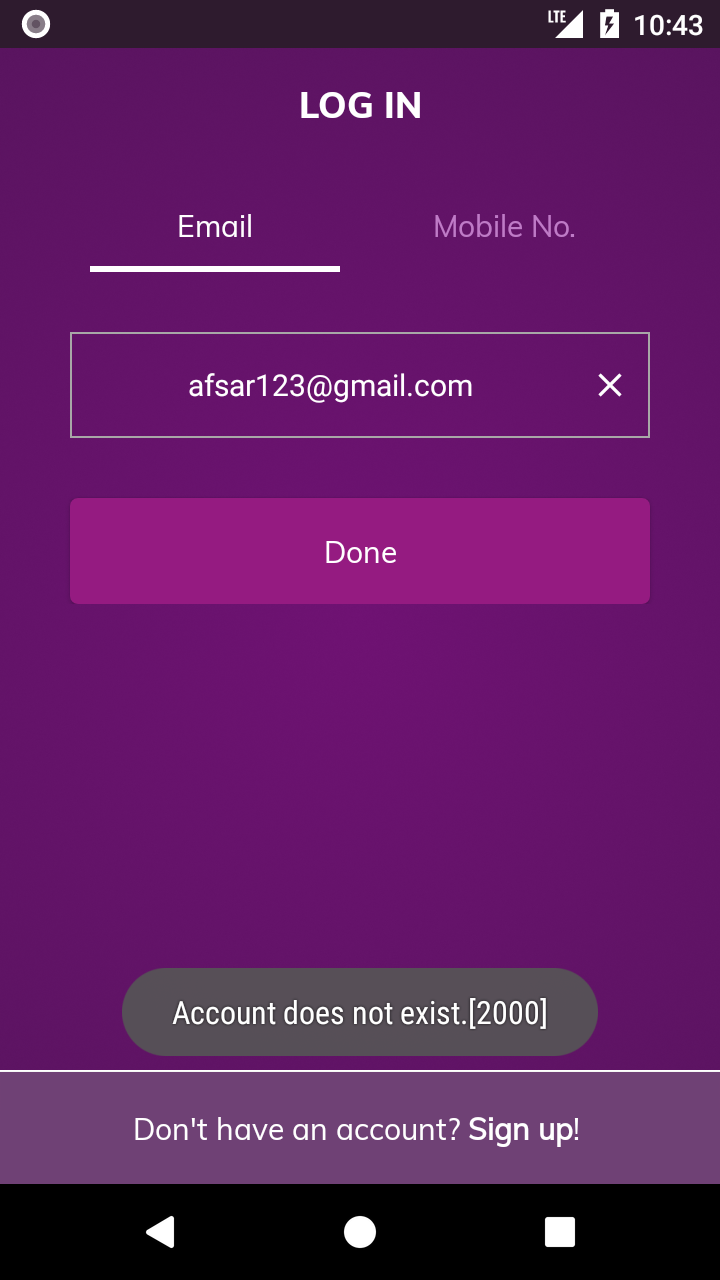 LTE 10:43
LOG IN
Email Mobile No.
afsar123@gmail.com
Done
Account does not exist.[2000]
Don't have an account? Sign up!